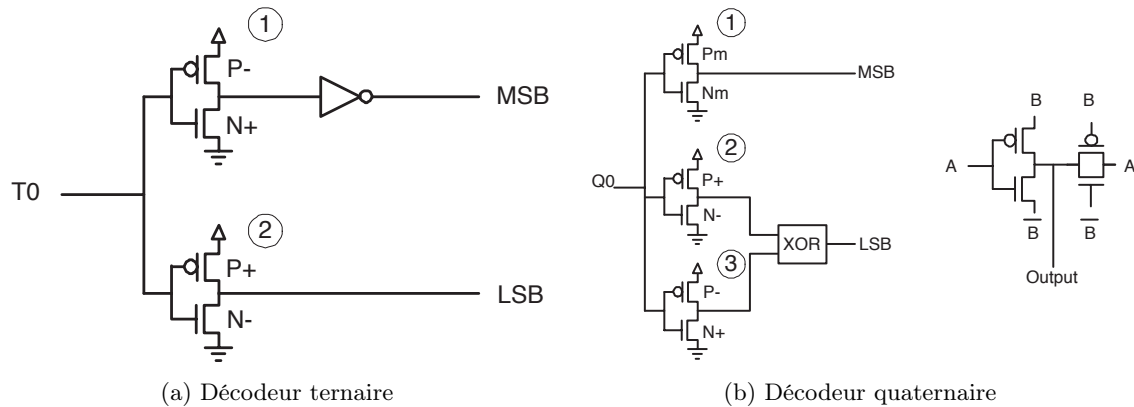 1
P-
N+
MSB
T0
2
P+
N-
LSB
(a) Décodeur ternaire
1
Pm
Nm
MSB
2
Q0
P+
N-
XOR
LSB
3
P-
N+
B
B
A
A
B
B
Output
(b) Décodeur quaternaire